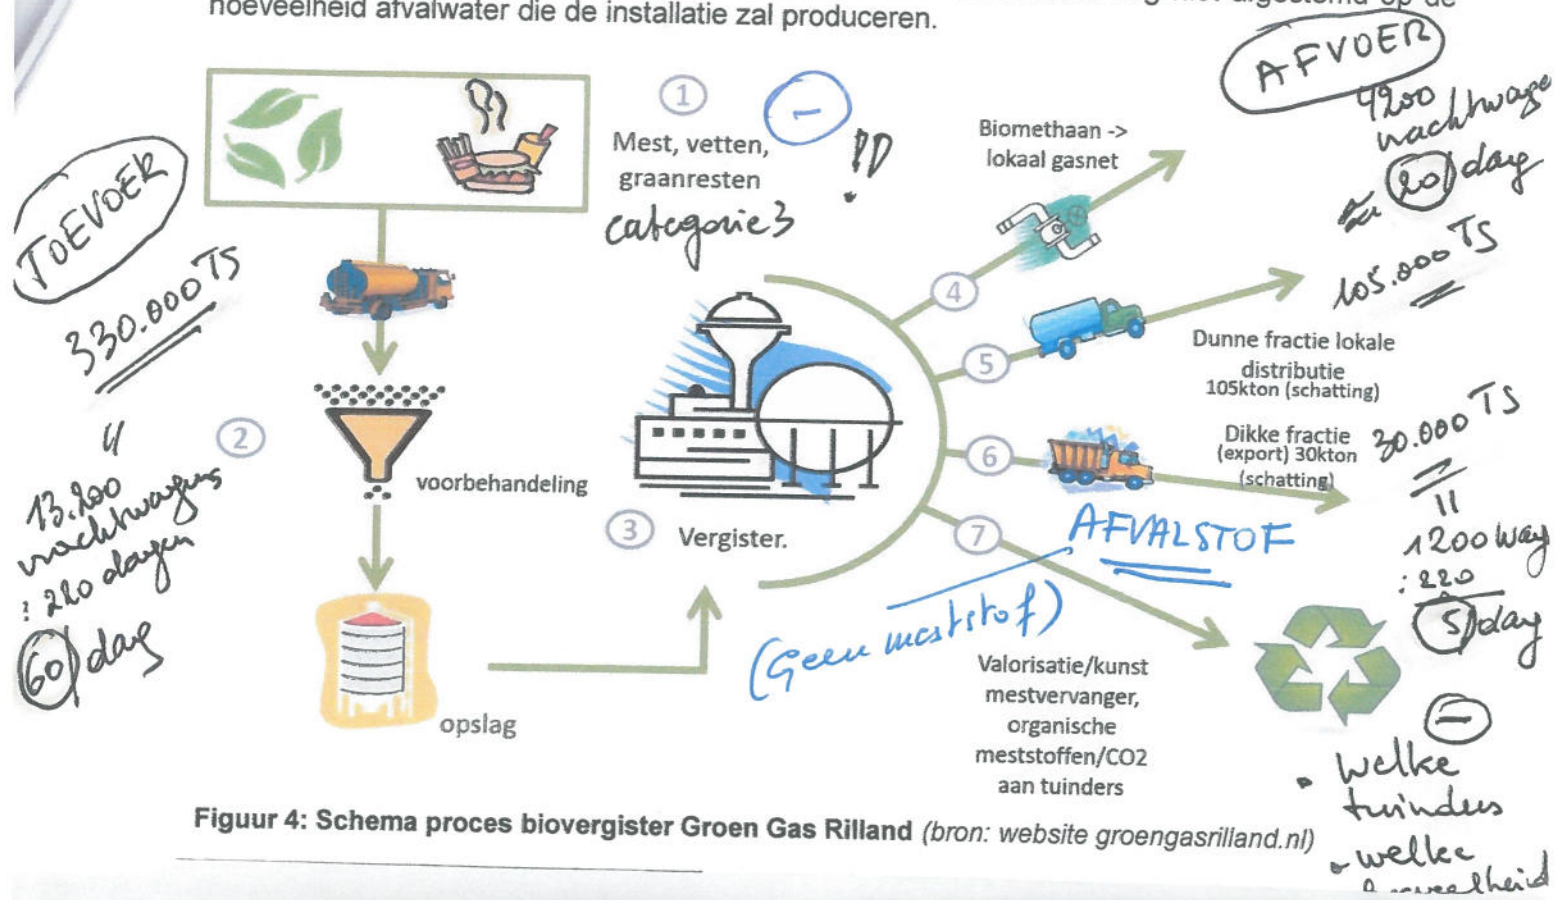 hoeveelheid afvalwater die de installatie zal produceren.
AFVOER
4200
/dag
20
105.000 TS
TOEVOER
330.000 TS
13.200
vrachtwagens
: 220 dagen
60/dag
1
Mest, vetten,
graanresten
categorie 3
!!
2
voorbehandeling
opslag
3
Vergister.
4
Biomethaan ->
lokaal gasnet
5
Dunne fractie lokale
distributie
105kton (schatting)
6
Dikke fractie
(export) 30kton
(schatting)
30.000 TS
1200 wag
: 220
5/dag
7
AFVALSTOF
(Geen meststof)
Valorisatie/kunst
mestvervanger,
organische
meststoffen/CO2
aan tuinders
- welke
tuinders
- welke
Figuur 4: Schema proces biovergister Groen Gas Rilland (bron: website groengasrilland.nl)